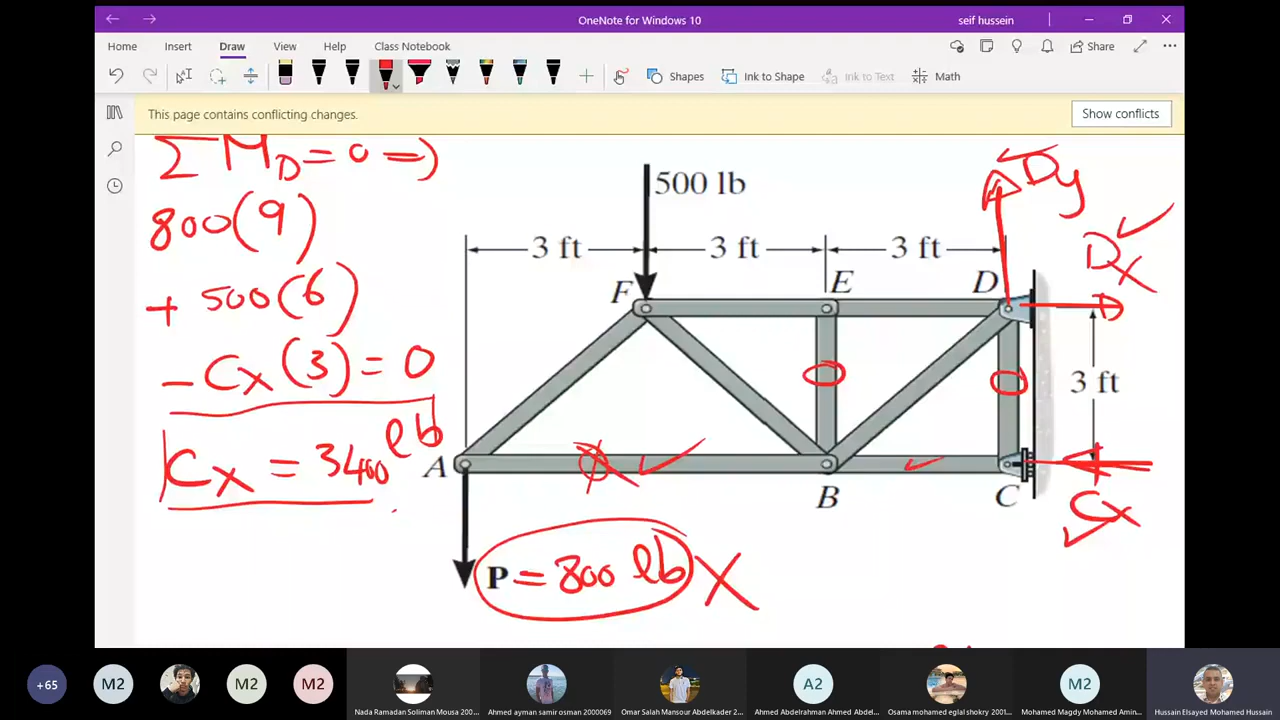 OneNote for Windows 10
seif hussein
Home Insert Draw View Help Class Notebook
Share
Shapes
Ink to Shape
Ink to Text
Math
This page contains conflicting changes.
Show conflicts
∑ M_D = 0 =>
800(9)
+ 500(6)
- Cx (3) = 0
Cx = 3400 lb
500 lb
Dy
3 ft 3 ft 3 ft
Dx
F E D
3 ft
A B C
Cx
P = 800 lb X
+65
M2
M2
M2
Nada Ramadan Soliman Mousa 200...
Ahmed ayman samir osman 2000069
Omar Salah Mansour Abdelkader 2...
A2
Ahmed Abdelrahman Ahmed Abdel...
Osama mohamed eglal shokry 2001...
M2
Mohamed Magdy Mohamed Amin...
Hussain Elsayed Mohamed Hussain